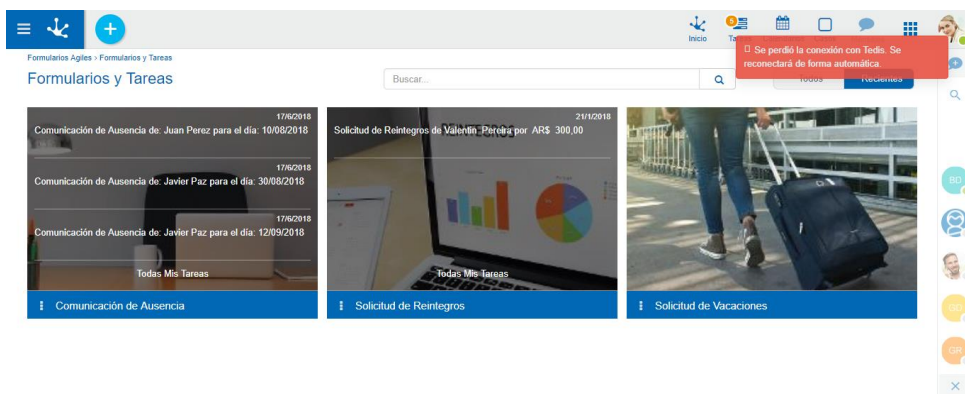 5
Inicio
Formularios Agiles > Formularios y Tareas
Se perdió la conexión con Tedis. Se
reconectará de forma automática.
Formularios y Tareas
Buscar...
Todos
Recientes
17/6/2018
Comunicación de Ausencia de: Juan Perez para el día: 10/08/2018
17/6/2018
Comunicación de Ausencia de: Javier Paz para el día: 30/08/2018
17/6/2018
Comunicación de Ausencia de: Javier Paz para el día: 12/09/2018
Todas Mis Tareas
Comunicación de Ausencia
21/1/2018
Solicitud de Reintegros de Valentin Pereira por AR$ 300,00
REINTEGROS
Todas Mis Tareas
Solicitud de Reintegros
Solicitud de Vacaciones
BD
GD
GR